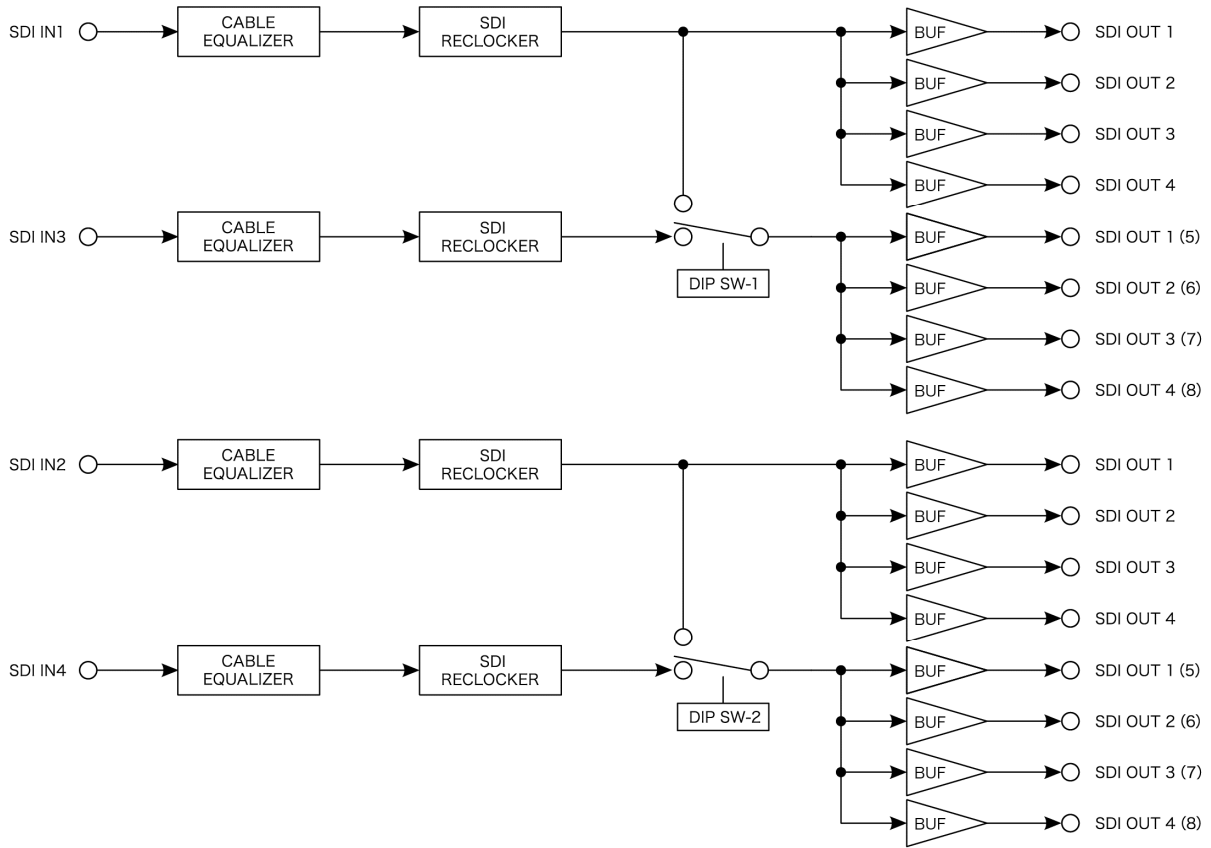 SDI IN1
CABLE
EQUALIZER
SDI
RECLOCKER
BUF
SDI OUT 1
BUF
SDI OUT 2
BUF
SDI OUT 3
BUF
SDI OUT 4
SDI IN3
CABLE
EQUALIZER
SDI
RECLOCKER
DIP SW-1
BUF
SDI OUT 1 (5)
BUF
SDI OUT 2 (6)
BUF
SDI OUT 3 (7)
BUF
SDI OUT 4 (8)
SDI IN2
CABLE
EQUALIZER
SDI
RECLOCKER
BUF
SDI OUT 1
BUF
SDI OUT 2
BUF
SDI OUT 3
BUF
SDI OUT 4
SDI IN4
CABLE
EQUALIZER
SDI
RECLOCKER
DIP SW-2
BUF
SDI OUT 1 (5)
BUF
SDI OUT 2 (6)
BUF
SDI OUT 3 (7)
BUF
SDI OUT 4 (8)